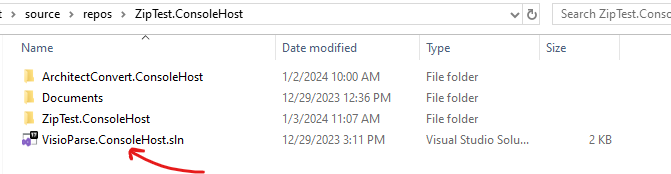 source › repos › ZipTest.ConsoleHost
Search ZipTest.Conso
Name Date modified Type Size
ArchitectConvert.ConsoleHost 1/2/2024 10:00 AM File folder
Documents 12/29/2023 12:36 PM File folder
ZipTest.ConsoleHost 1/3/2024 11:07 AM File folder
VisioParse.ConsoleHost.sln 12/29/2023 3:11 PM Visual Studio Solu... 2 KB